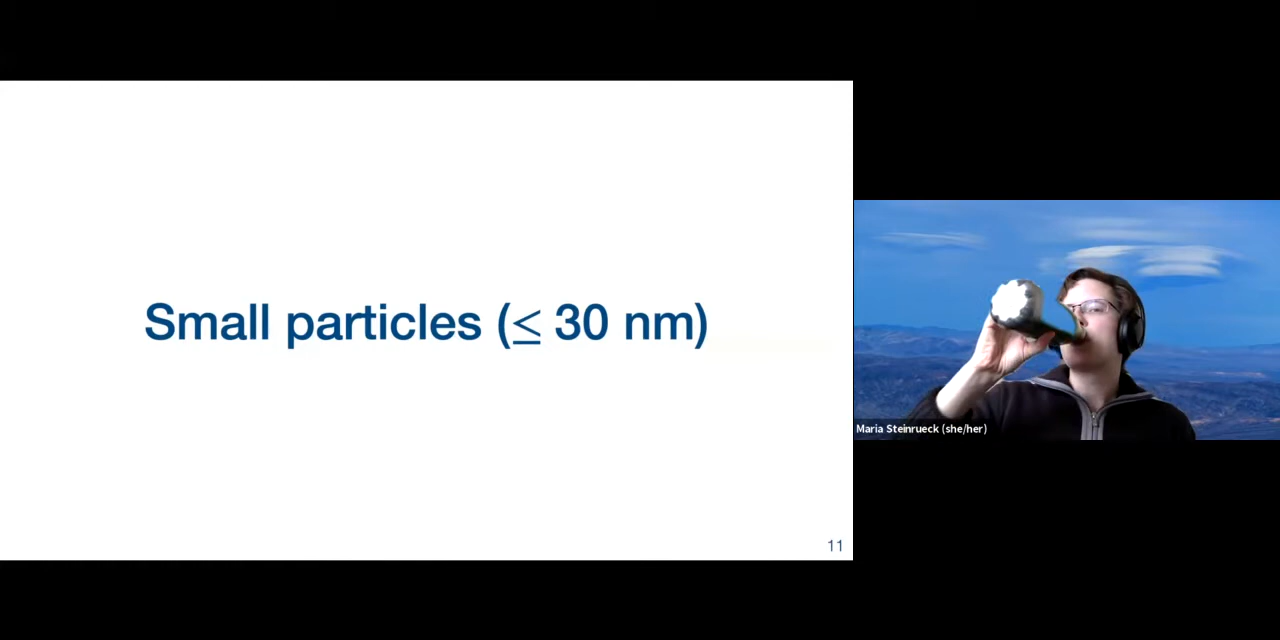 Small particles (≤ 30 nm)
Maria Steinrueck (she/her)
11